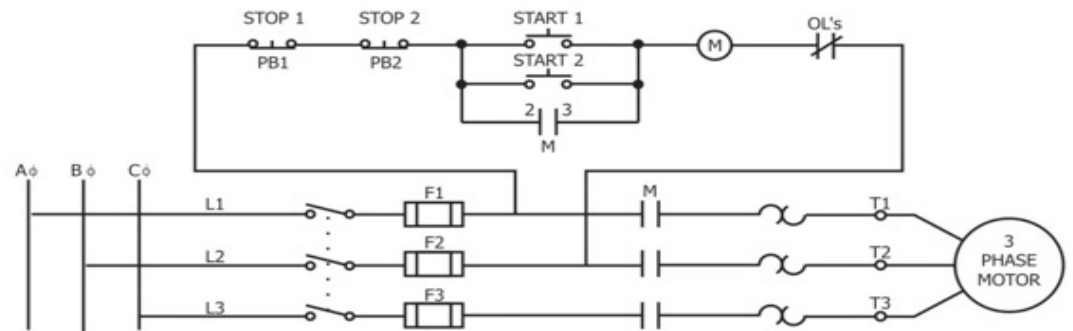 STOP 1 STOP 2 START 1 OL's
PB1 PB2 M
START 2
2 3
M
Aϕ Bϕ Cϕ
L1 F1 M T1
L2 F2 T2
L3 F3 T3
3
PHASE
MOTOR